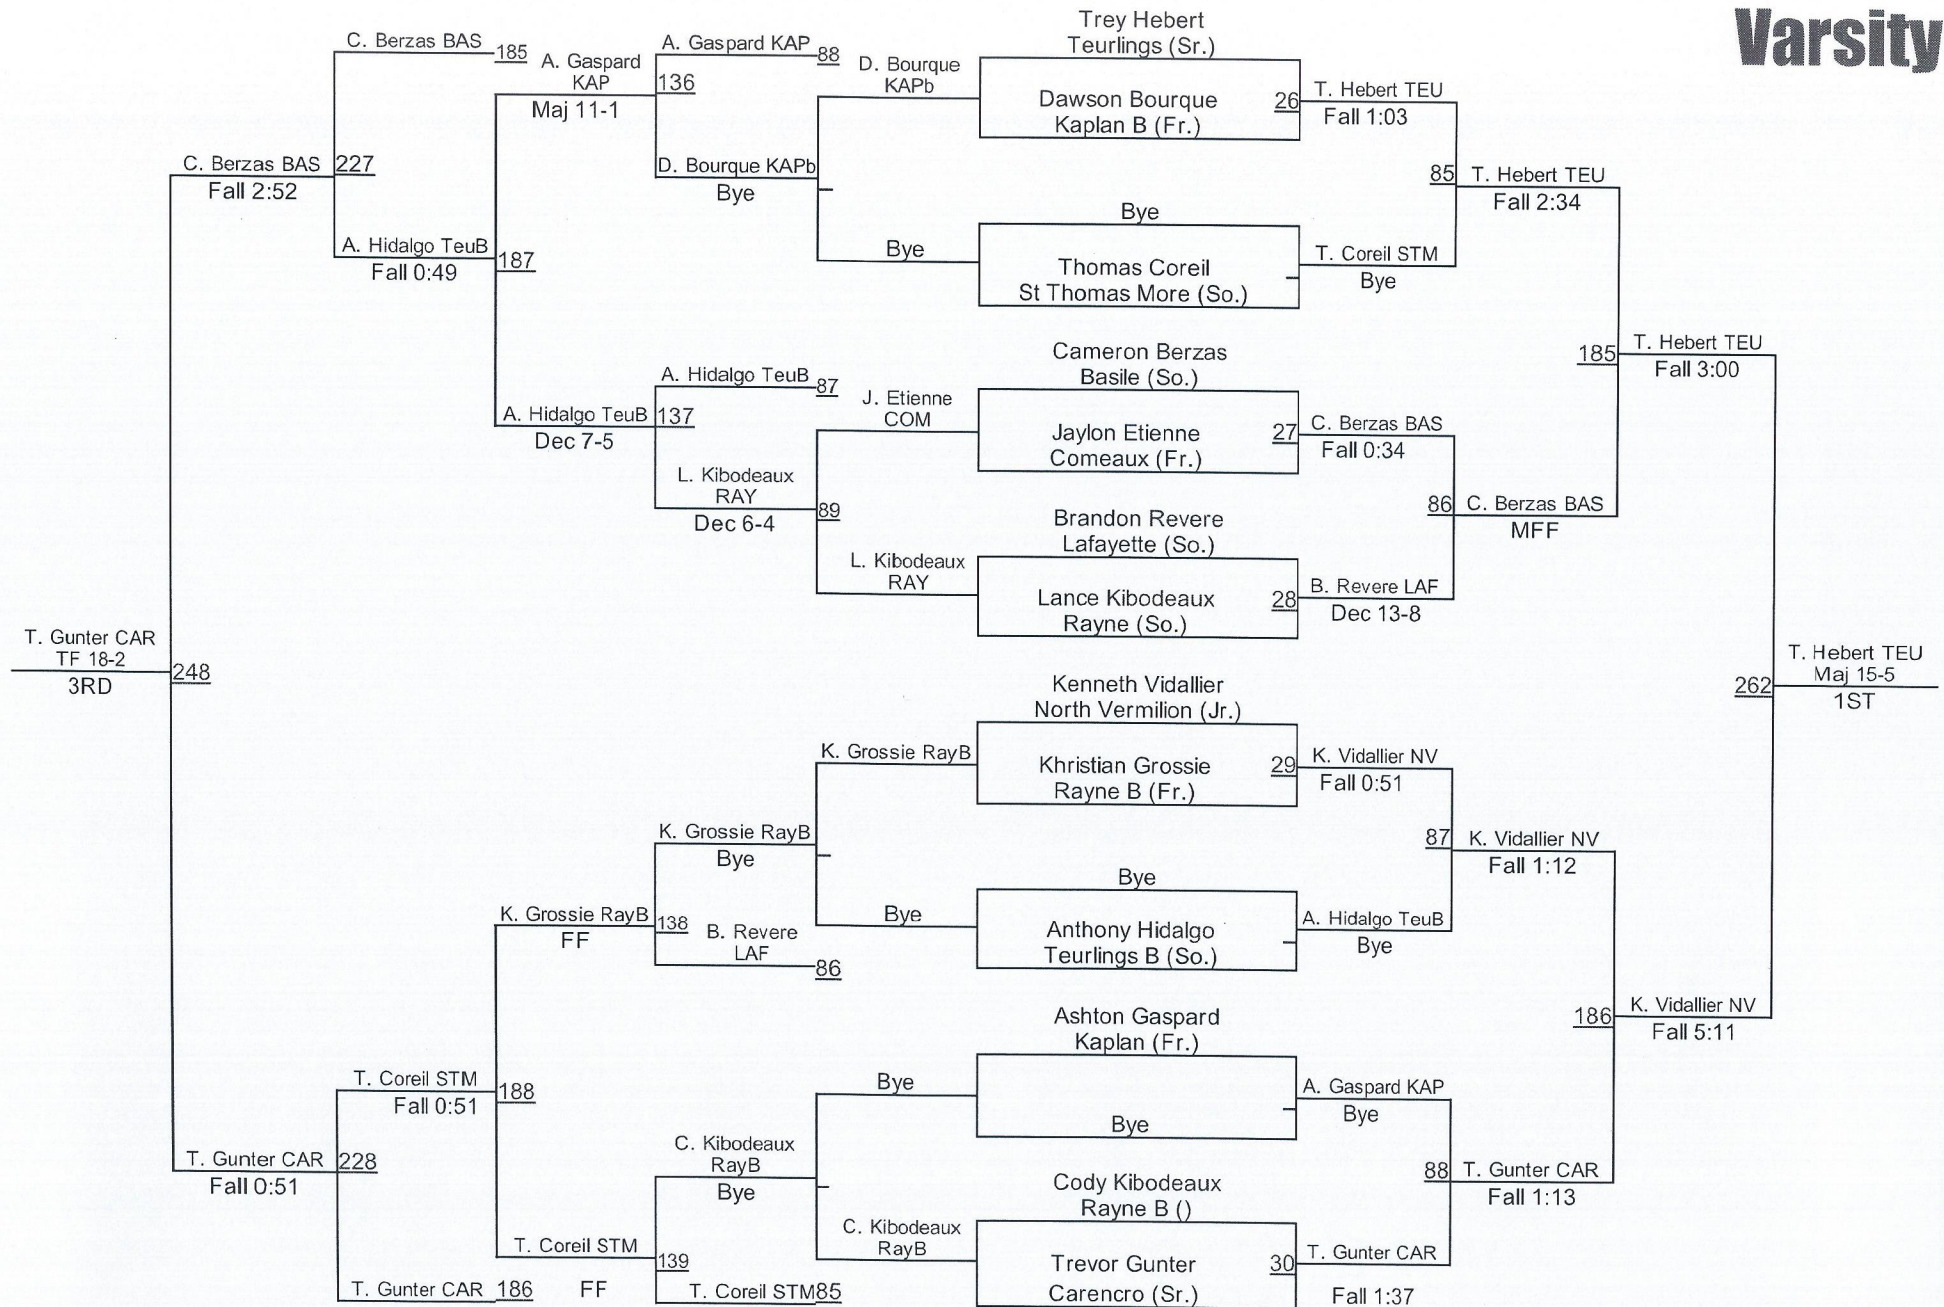 Varsity
C. Berzas BAS
185
C. Berzas BAS
Fall 2:52
227
A. Hidalgo TeuB
Fall 0:49
187
A. Gaspard
KAP
Maj 11-1
A. Gaspard KAP
88
136
D. Bourque KAPb
Bye
D. Bourque
KAPb
Bye
A. Hidalgo TeuB
Dec 7-5
A. Hidalgo TeuB
87
137
L. Kibodeaux
RAY
Dec 6-4
J. Etienne
COM
89
L. Kibodeaux
RAY
T. Gunter CAR
TF 18-2
3RD
248
K. Grossie RayB
K. Grossie RayB
Bye
Bye
K. Grossie RayB
FF
138
B. Revere
LAF
86
T. Coreil STM
Fall 0:51
188
T. Gunter CAR
Fall 0:51
228
T. Gunter CAR
186
T. Coreil STM
FF
139
C. Kibodeaux
RayB
Bye
Bye
C. Kibodeaux
RayB
T. Coreil STM
85
Trey Hebert
Teurlings (Sr.)
Dawson Bourque
Kaplan B (Fr.)
26
Bye
Thomas Coreil
St Thomas More (So.)
Cameron Berzas
Basile (So.)
Jaylon Etienne
Comeaux (Fr.)
27
Brandon Revere
Lafayette (So.)
Lance Kibodeaux
Rayne (So.)
28
Kenneth Vidallier
North Vermilion (Jr.)
Khristian Grossie
Rayne B (Fr.)
29
Bye
Anthony Hidalgo
Teurlings B (So.)
Ashton Gaspard
Kaplan (Fr.)
Bye
Cody Kibodeaux
Rayne B ()
Trevor Gunter
Carencro (Sr.)
30
T. Hebert TEU
Fall 1:03
T. Coreil STM
Bye
85
T. Hebert TEU
Fall 2:34
C. Berzas BAS
Fall 0:34
B. Revere LAF
Dec 13-8
86
C. Berzas BAS
MFF
185
T. Hebert TEU
Fall 3:00
K. Vidallier NV
Fall 0:51
A. Hidalgo TeuB
Bye
87
K. Vidallier NV
Fall 1:12
A. Gaspard KAP
Bye
T. Gunter CAR
Fall 1:37
88
T. Gunter CAR
Fall 1:13
186
K. Vidallier NV
Fall 5:11
262
T. Hebert TEU
Maj 15-5
1ST